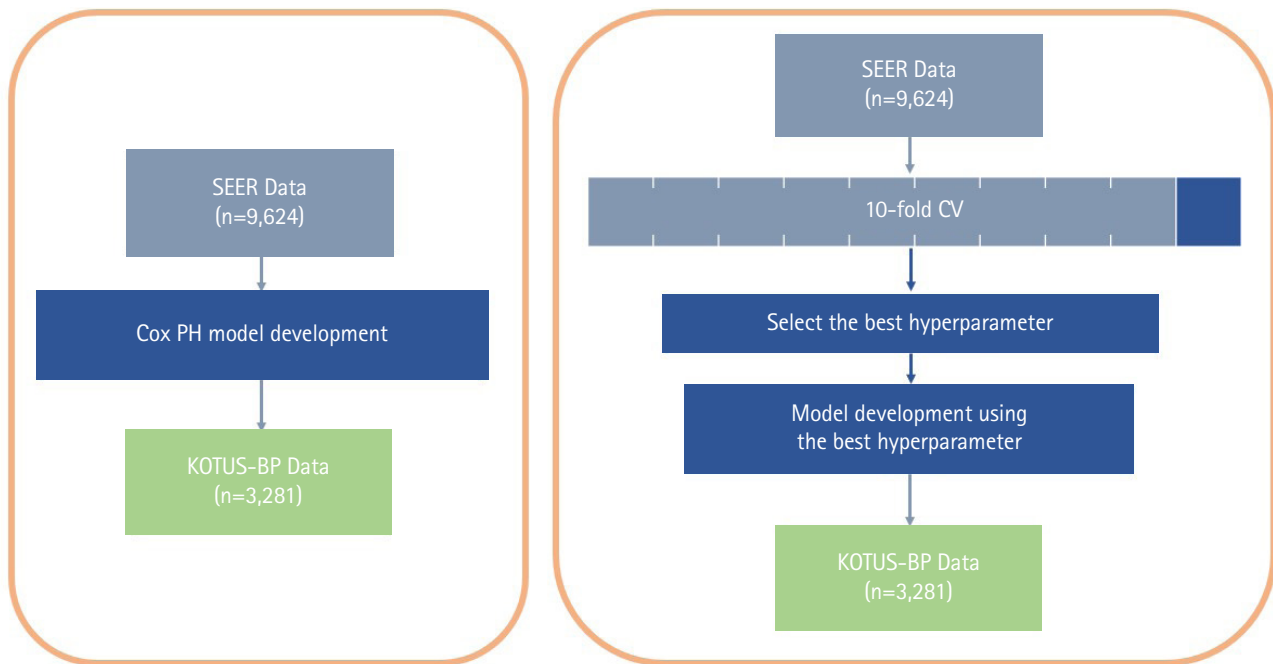 SEER Data
(n=9,624)
Cox PH model development
KOTUS-BP Data
(n=3,281)
SEER Data
(n=9,624)
10-fold CV
Select the best hyperparameter
Model development using
the best hyperparameter
KOTUS-BP Data
(n=3,281)